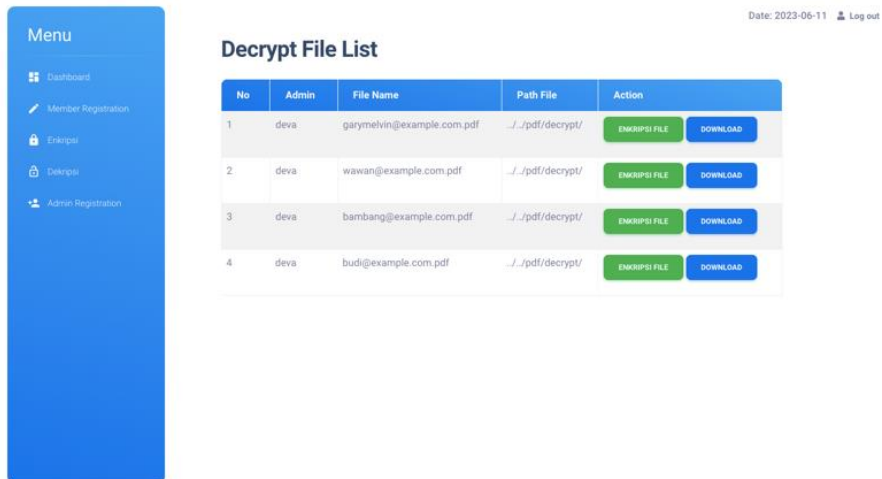 Date: 2023-06-11 Log out
Menu
Dashboard
Member Registration
Enkripsi
Dekripsi
Admin Registration
Decrypt File List
No Admin File Name Path File Action
1 deva garymelvin@example.com.pdf ../../pdf/decrypt/ ENKRIPSI FILE DOWNLOAD
2 deva wawan@example.com.pdf ../../pdf/decrypt/ ENKRIPSI FILE DOWNLOAD
3 deva bambang@example.com.pdf ../../pdf/decrypt/ ENKRIPSI FILE DOWNLOAD
4 deva budi@example.com.pdf ../../pdf/decrypt/ ENKRIPSI FILE DOWNLOAD